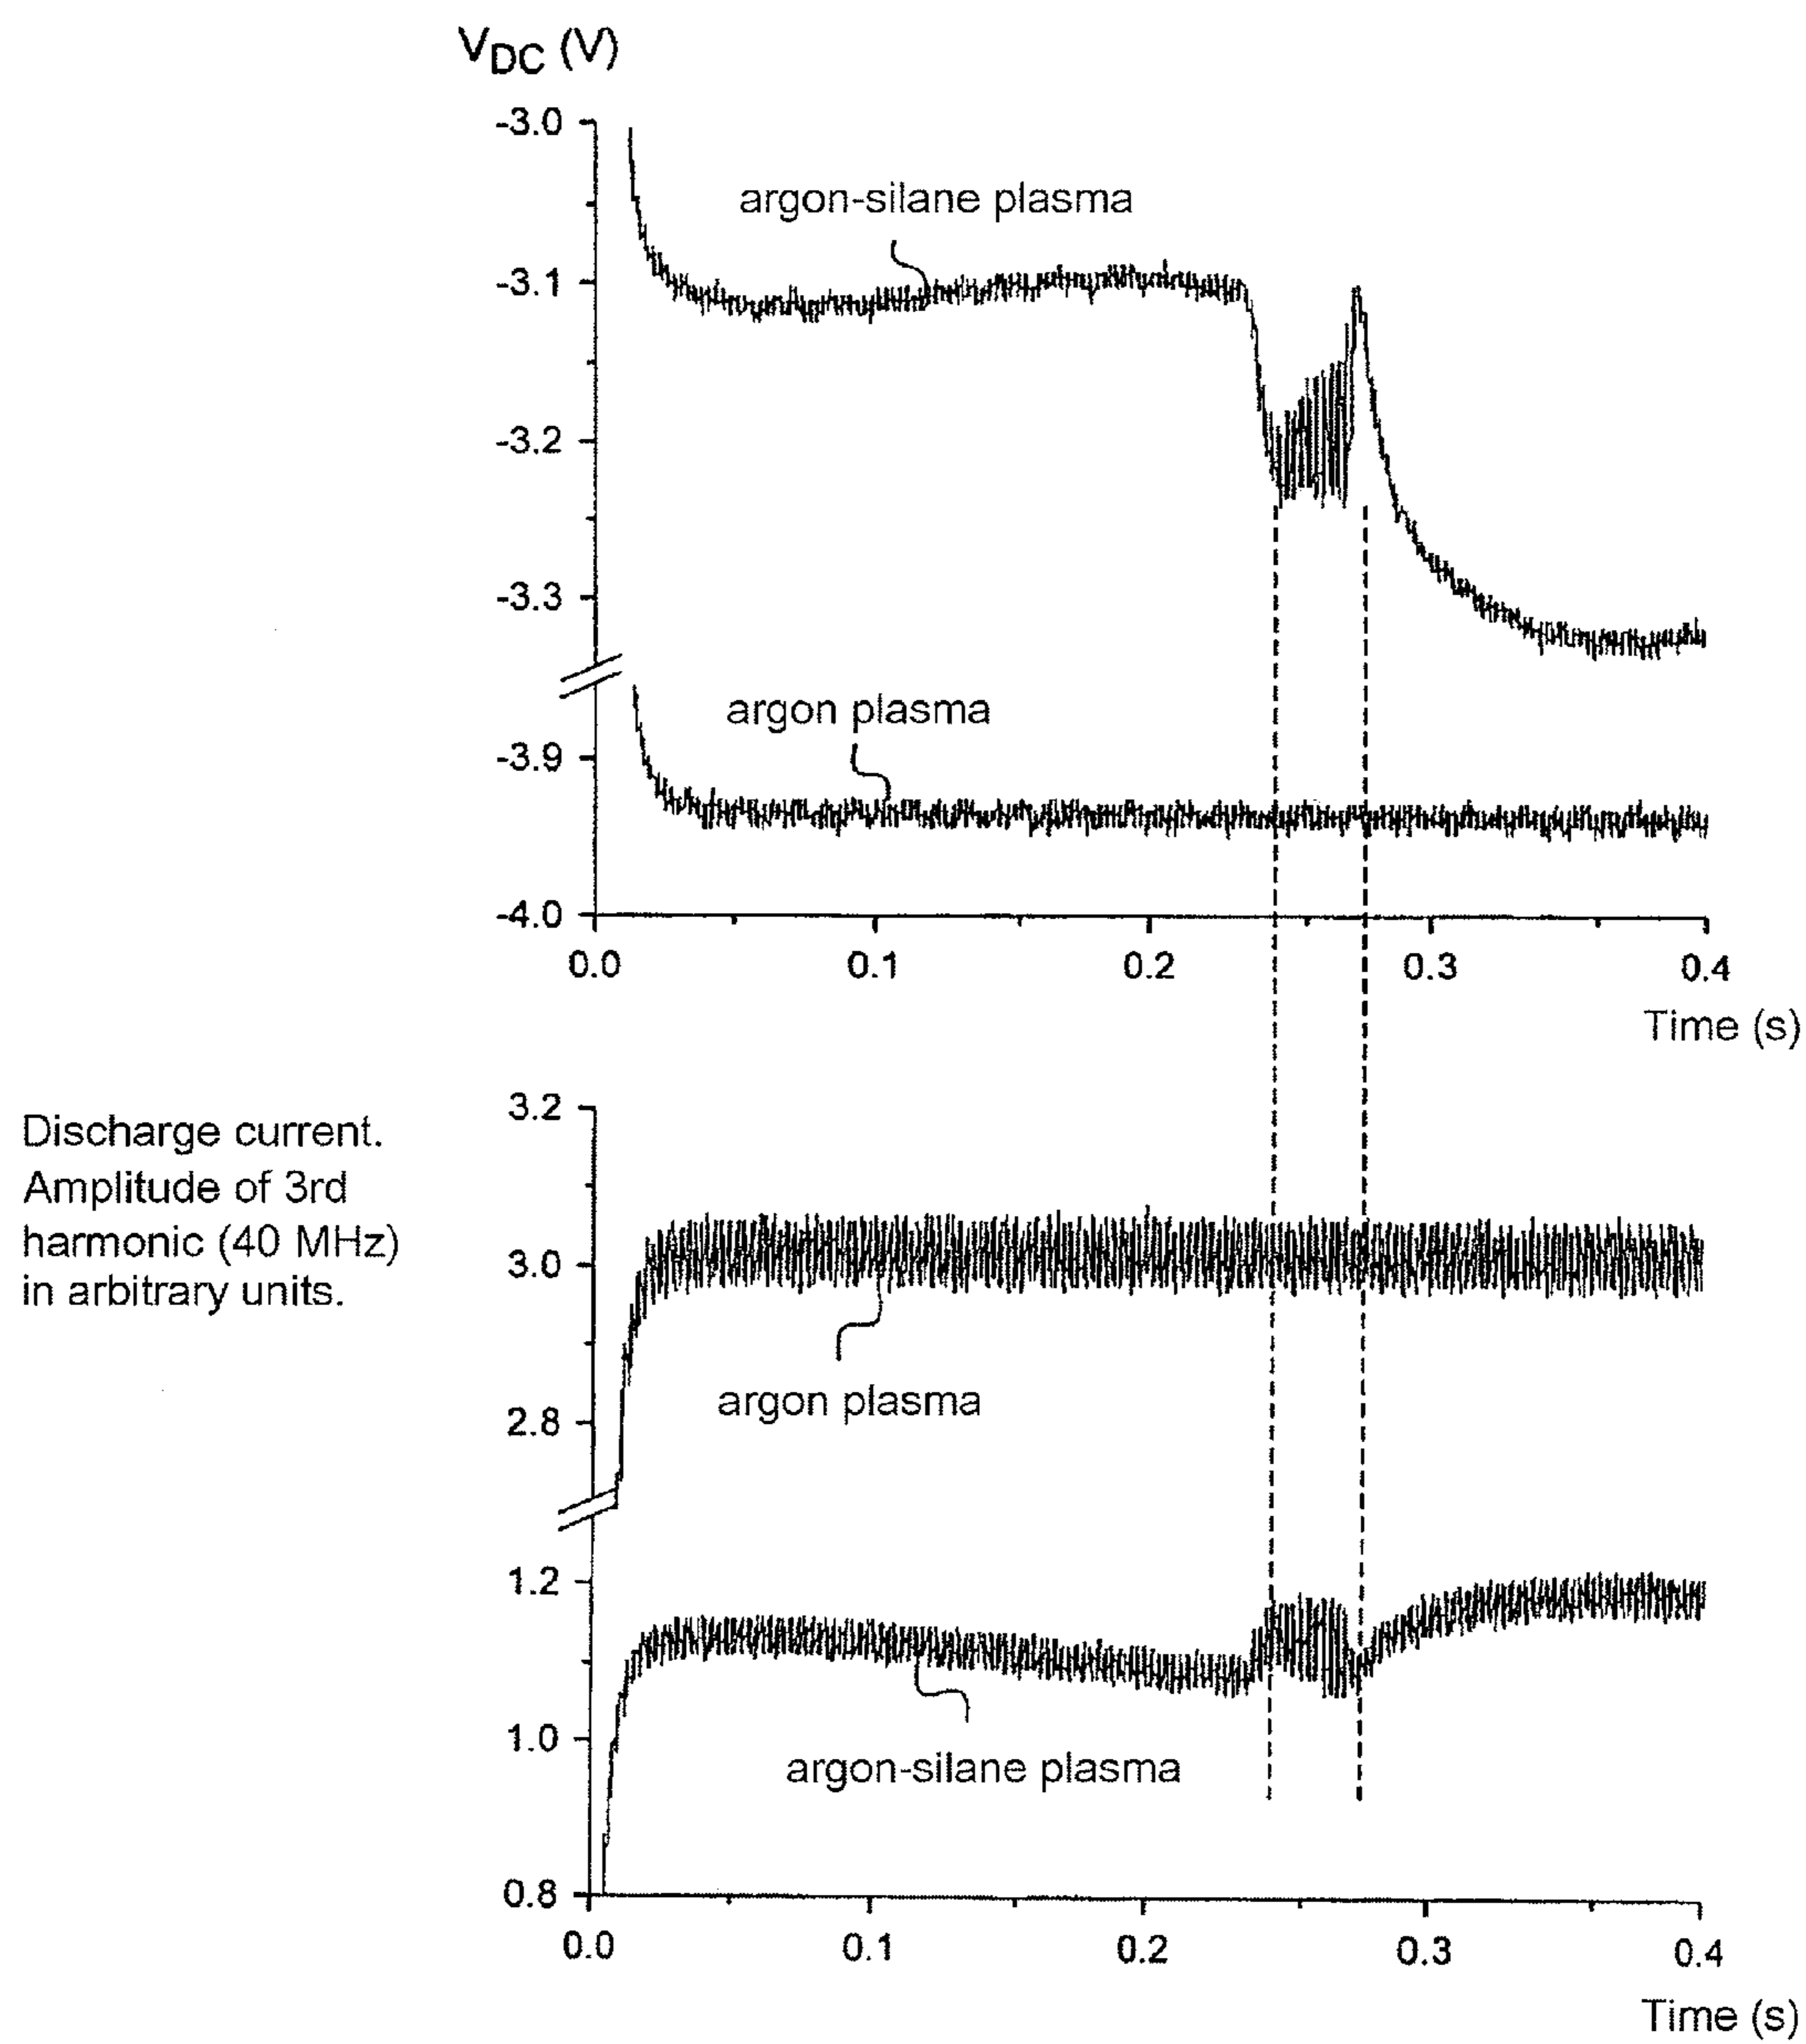 V_DC (V)
-3.0
argon-silane plasma
-3.1
-3.2
-3.3
argon plasma
-3.9
-4.0
0.0 0.1 0.2 0.3 0.4
Time (s)
3.2
Discharge current.
Amplitude of 3rd
harmonic (40 MHz)
in arbitrary units.
3.0
argon plasma
2.8
1.2
1.0
argon-silane plasma
0.8
0.0 0.1 0.2 0.3 0.4
Time (s)